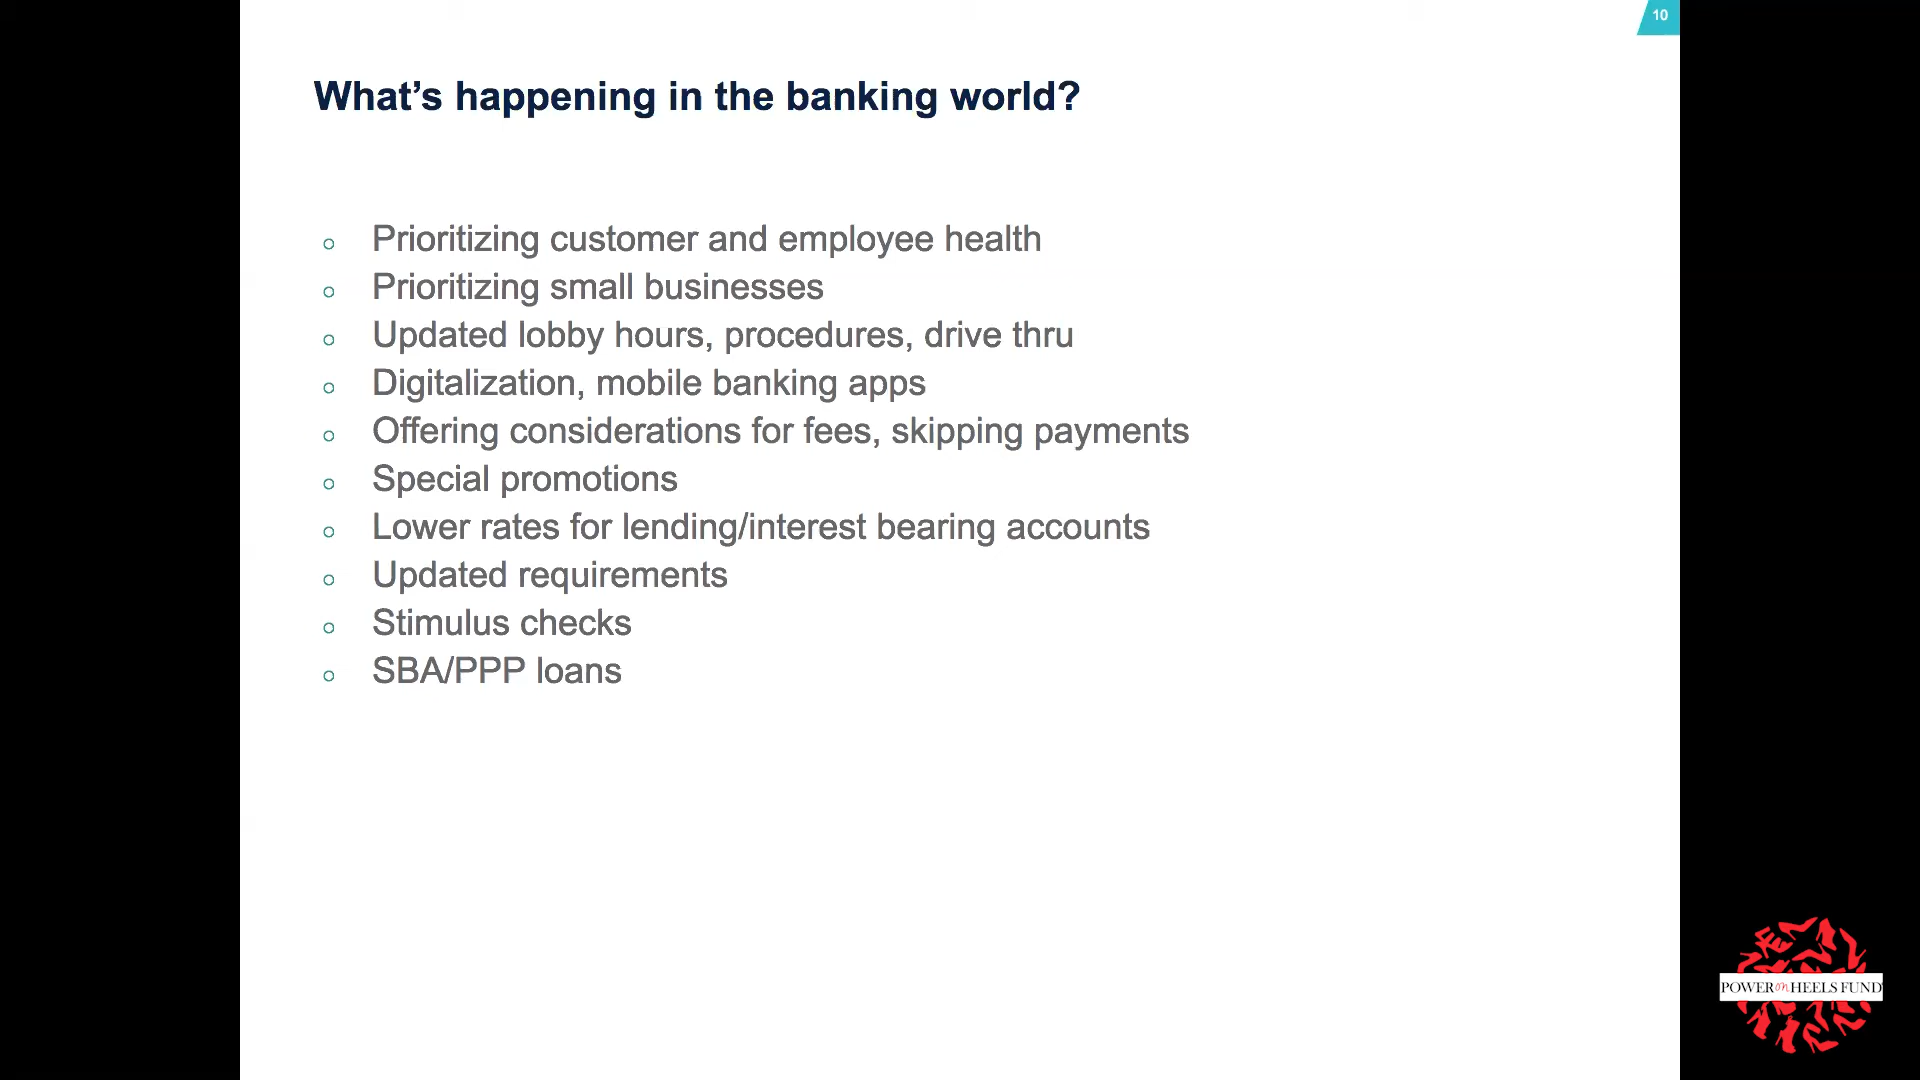 10
What’s happening in the banking world?
Prioritizing customer and employee health
Prioritizing small businesses
Updated lobby hours, procedures, drive thru
Digitalization, mobile banking apps
Offering considerations for fees, skipping payments
Special promotions
Lower rates for lending/interest bearing accounts
Updated requirements
Stimulus checks
SBA/PPP loans
POWER on HEELS FUND